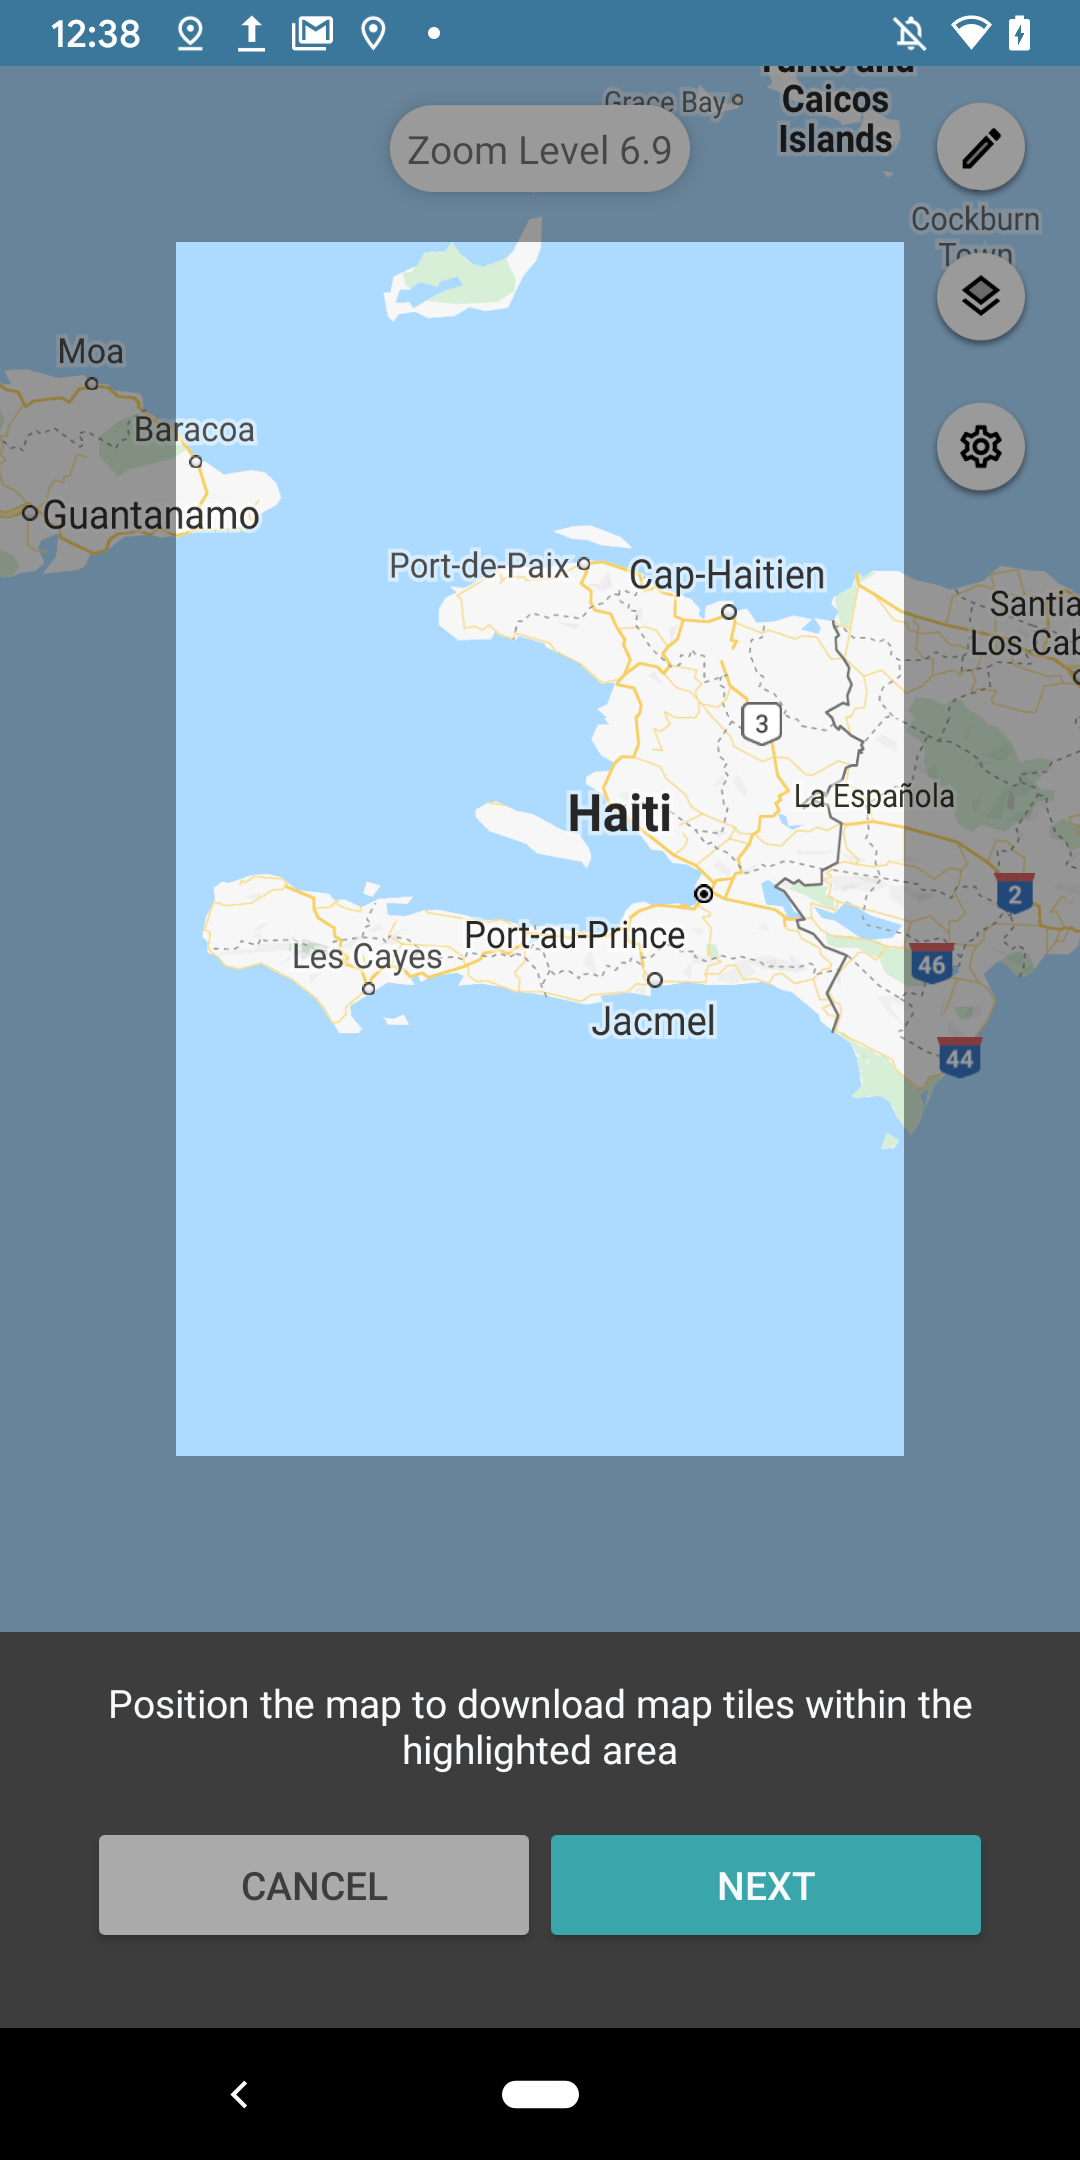 12:38
Turks and
Caicos
Islands
Grace Bay
Zoom Level 6.9
Cockburn
Town
Moa
Baracoa
Guantanamo
Port-de-Paix
Cap-Haitien
Santia
Los Cab
3
La Española
Haiti
2
Port-au-Prince
46
Les Cayes
Jacmel
44
Position the map to download map tiles within the
highlighted area
CANCEL
NEXT